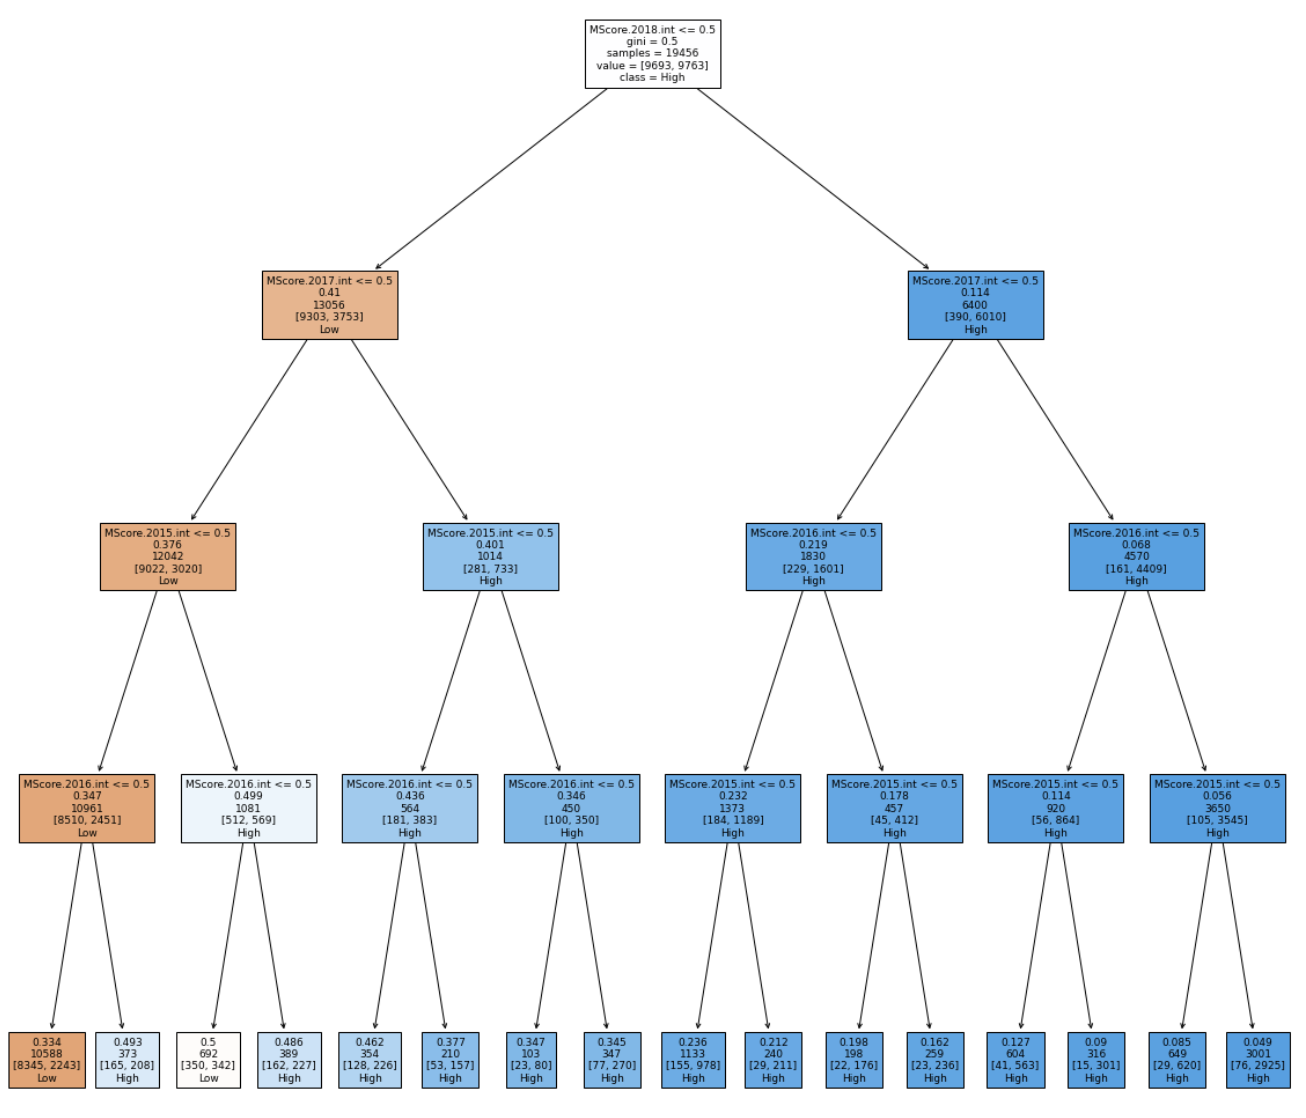 MScore.2018.int <= 0.5
gini = 0.5
samples = 19456
value = [9693, 9763]
class = High
MScore.2017.int <= 0.5
0.41
13056
[9303, 3753]
Low
MScore.2017.int <= 0.5
0.114
6400
[390, 6010]
High
MScore.2015.int <= 0.5
0.376
12042
[9022, 3020]
Low
MScore.2015.int <= 0.5
0.401
1014
[281, 733]
High
MScore.2016.int <= 0.5
0.219
1830
[229, 1601]
High
MScore.2016.int <= 0.5
0.068
4570
[161, 4409]
High
MScore.2016.int <= 0.5
0.347
10961
[8510, 2451]
Low
MScore.2016.int <= 0.5
0.499
1081
[512, 569]
High
MScore.2016.int <= 0.5
0.436
564
[181, 383]
High
MScore.2016.int <= 0.5
0.346
450
[100, 350]
High
MScore.2015.int <= 0.5
0.232
1373
[184, 1189]
High
MScore.2015.int <= 0.5
0.178
457
[45, 412]
High
MScore.2015.int <= 0.5
0.114
920
[56, 864]
High
MScore.2015.int <= 0.5
0.056
3650
[105, 3545]
High
0.334
10588
[8345, 2243]
Low
0.493
373
[165, 208]
High
0.5
692
[350, 342]
Low
0.486
389
[162, 227]
High
0.462
354
[128, 226]
High
0.377
210
[53, 157]
High
0.347
103
[23, 80]
High
0.345
347
[77, 270]
High
0.236
1133
[155, 978]
High
0.212
240
[29, 211]
High
0.198
198
[22, 176]
High
0.162
259
[23, 236]
High
0.127
604
[41, 563]
High
0.09
316
[15, 301]
High
0.085
649
[29, 620]
High
0.049
3001
[76, 2925]
High